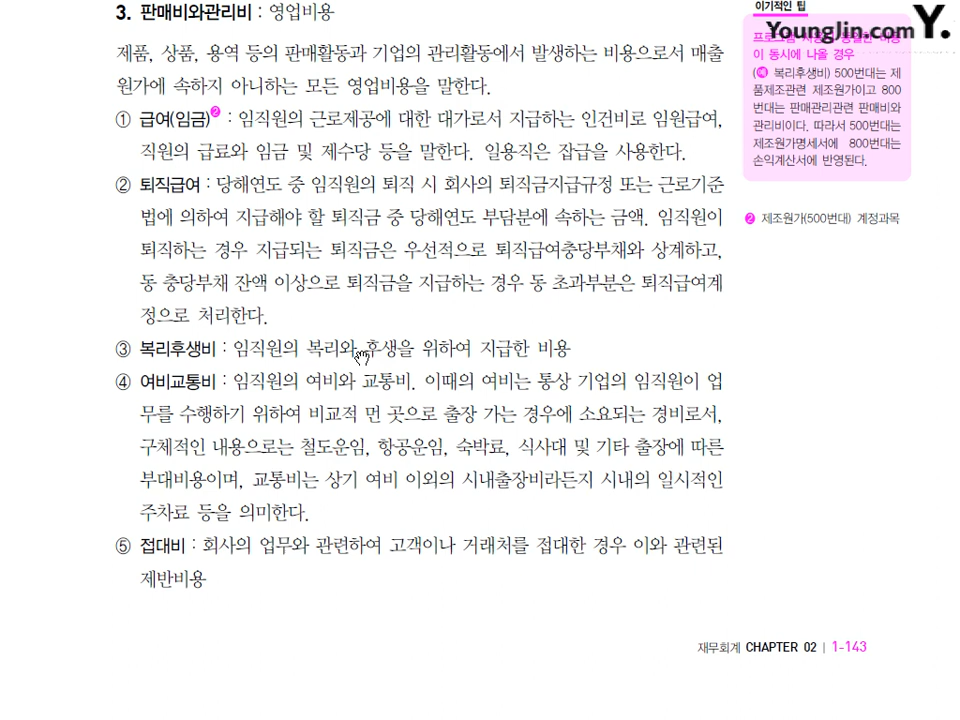 3. 판매비와관리비 : 영업비용
제품, 상품, 용역 등의 판매활동과 기업의 관리활동에서 발생하는 비용으로서 매출
원가에 속하지 아니하는 모든 영업비용을 말한다.
① 급여(임금)❷ : 임직원의 근로제공에 대한 대가로서 지급하는 인건비로 임원급여,
직원의 급료와 임금 및 제수당 등을 말한다. 일용직은 잡급을 사용한다.
② 퇴직급여 : 당해연도 중 임직원의 퇴직 시 회사의 퇴직금지급규정 또는 근로기준
법에 의하여 지급해야 할 퇴직금 중 당해연도 부담분에 속하는 금액. 임직원이
퇴직하는 경우 지급되는 퇴직금은 우선적으로 퇴직급여충당부채와 상계하고,
동 충당부채 잔액 이상으로 퇴직금을 지급하는 경우 동 초과부분은 퇴직급여계
정으로 처리한다.
③ 복리후생비 : 임직원의 복리와 후생을 위하여 지급한 비용
④ 여비교통비 : 임직원의 여비와 교통비. 이때의 여비는 통상 기업의 임직원이 업
무를 수행하기 위하여 비교적 먼 곳으로 출장 가는 경우에 소요되는 경비로서,
구체적인 내용으로는 철도운임, 항공운임, 숙박료, 식사대 및 기타 출장에 따른
부대비용이며, 교통비는 상기 여비 이외의 시내출장비라든지 시내의 일시적인
주차료 등을 의미한다.
⑤ 접대비 : 회사의 업무와 관련하여 고객이나 거래처를 접대한 경우 이와 관련된
제반비용
이기적인 팁
Younglin.com Y.
프로그램
이 동시에 나올 경우
(예 복리후생비) 500번대는 제
품제조관련 제조원가이고 800
번대는 판매관리관련 판매비와
관리비이다. 따라서 500번대는
제조원가명세서에 800번대는
손익계산서에 반영된다.
❷ 제조원가(500번대) 계정과목
재무회계 CHAPTER 02 | 1-143